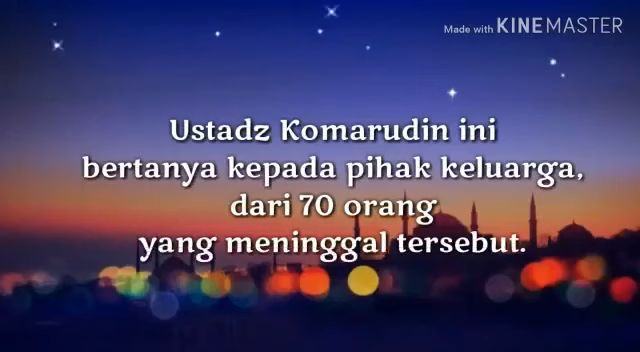 Made with KINEMASTER
Ustadz Komarudin ini
bertanya kepada pihak keluarga,
dari 70 orang
yang meninggal tersebut.